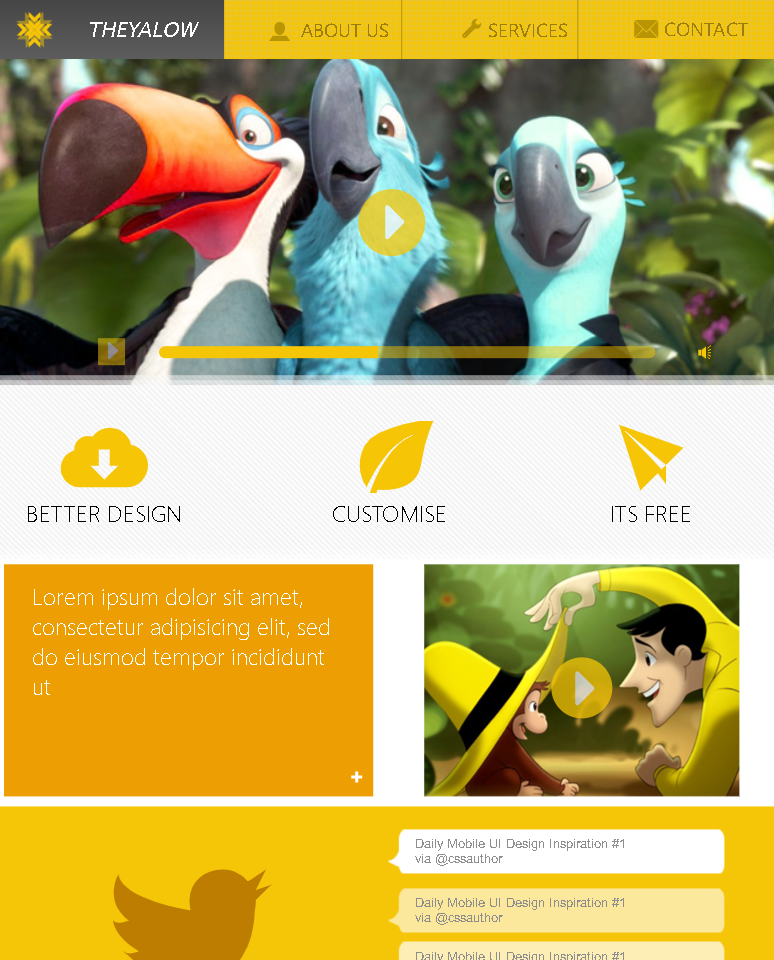 THEYALOW
ABOUT US
SERVICES
CONTACT
BETTER DESIGN
CUSTOMISE
ITS FREE
Lorem ipsum dolor sit amet,
consectetur adipisicing elit, sed
do eiusmod tempor incididunt
ut
Daily Mobile UI Design Inspiration #1
via @cssauthor
Daily Mobile UI Design Inspiration #1
via @cssauthor
Daily Mobile UI Design Inspiration #1